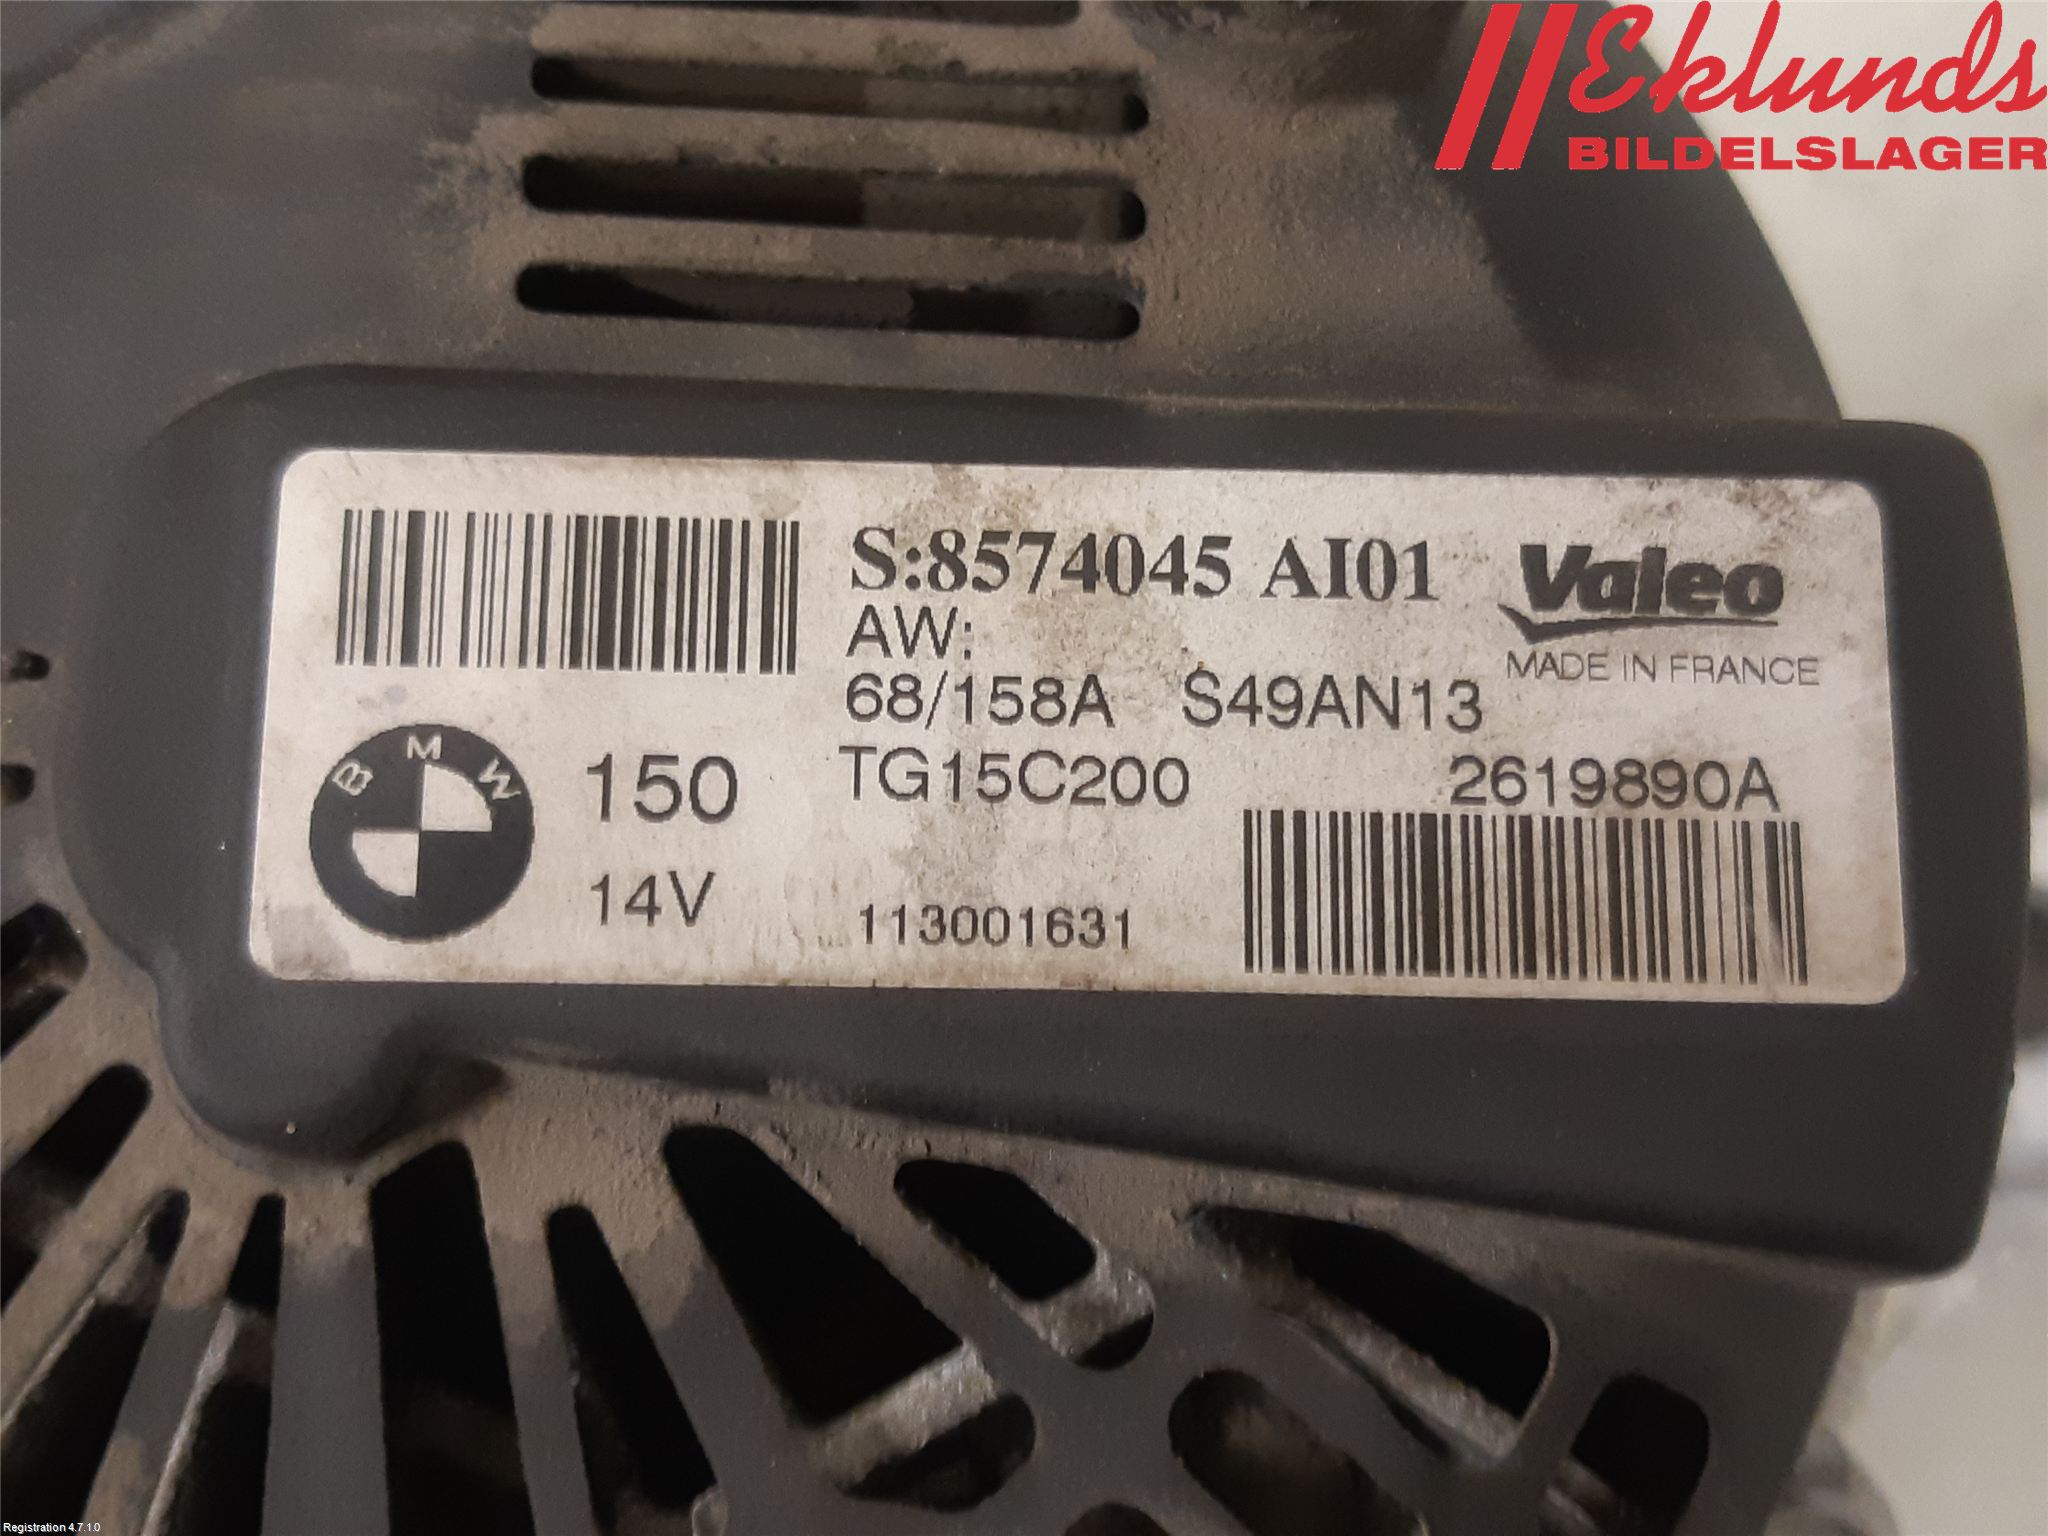 Eklunds
BILDELSLAGER
S:8574045 AI01
Valeo
AW:
MADE IN FRANCE
68/158A S49AN13
BMW
150
TG15C200
2619890A
14V
113001631
Registration 4.7.1.0